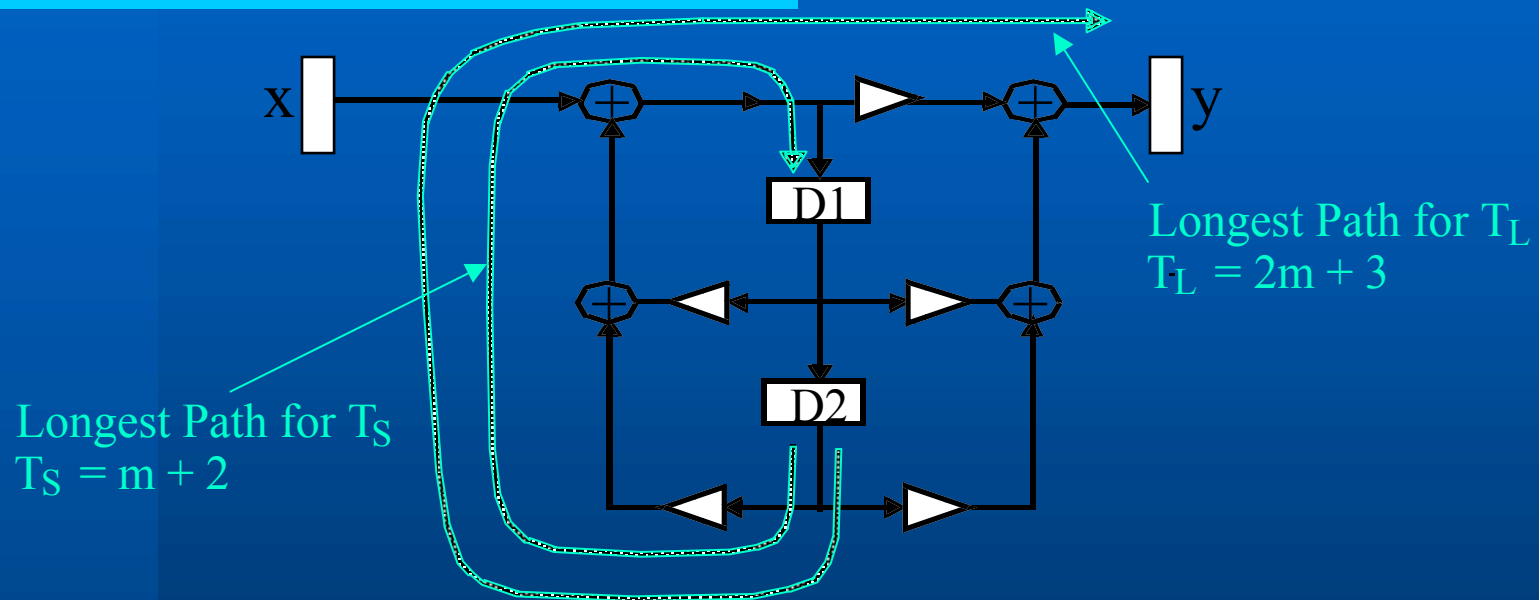 x
y
D1
Longest Path for TL
TL = 2m + 3
D2
Longest Path for TS
TS = m + 2